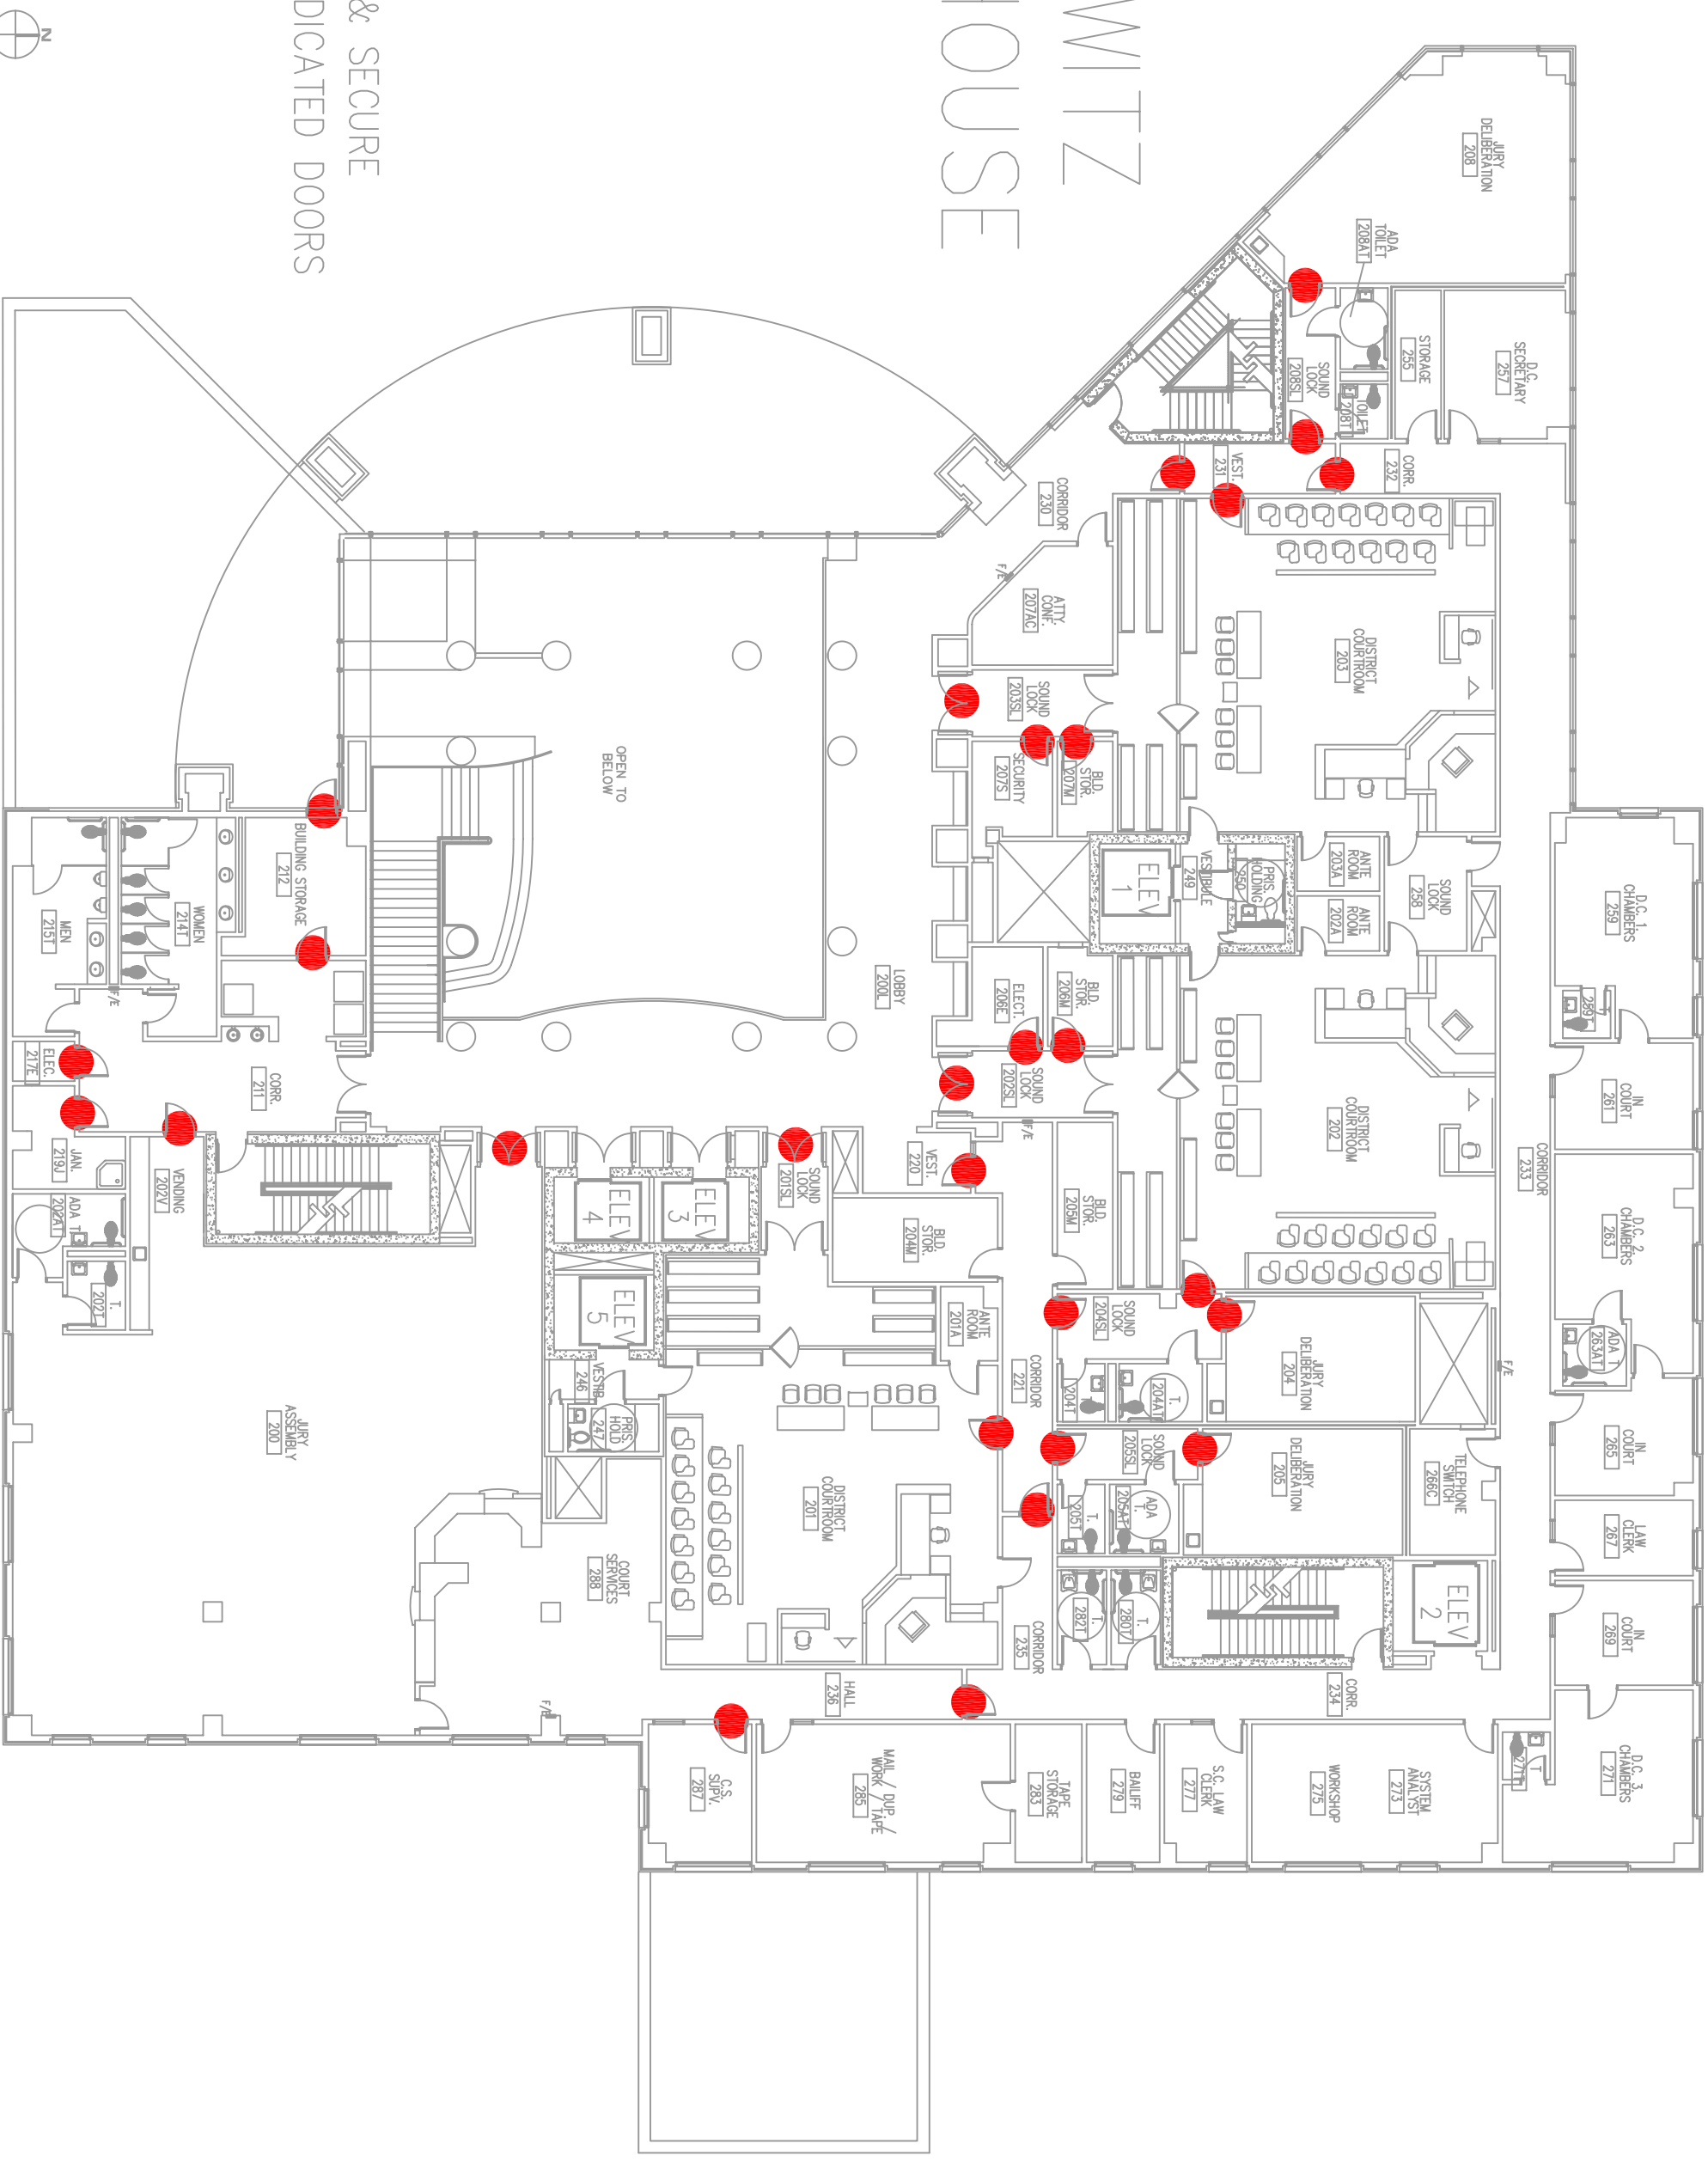 WITZ
HOUSE
& SECURE
DICATED DOORS
N
JURY
DELIBERATION
208
ADA
TOILET
208AT
D.C.
SECRETARY
257
STORAGE
255
SOUND
LOCK
208SL
TOILET
208T
CORR.
232
VEST.
231
CORRIDOR
230
F/E
ATTY.
CONF.
207AC
DISTRICT
COURTROOM
203
SOUND
LOCK
203SL
SECURITY
207S
BLD.
STOR.
207M
OPEN TO
BELOW
LOBBY
200L
ELEV
1
VESTIBULE
249
PRIS.
HOLDING
250
ANTE
ROOM
203A
ANTE
ROOM
202A
SOUND
LOCK
258
D.C. 1.
CHAMBERS
259
T
259T
IN
COURT
261
CORRIDOR
233
D.C. 2
CHAMBERS
263
ADA T
263AT
IN
COURT
265
LAW
CLERK
267
IN
COURT
269
D.C. 3.
CHAMBERS
271
T
271T
ELECT.
206E
BLD.
STOR.
206M
SOUND
LOCK
202SL
F/E
DISTRICT
COURTROOM
202
VEST.
220
BLD.
STOR.
205M
BLD.
STOR.
204M
BUILDING STORAGE
212
WOMEN
214T
MEN
215T
F/E
ELEC.
217E
CORR.
211
JAN.
219J
VENDING
202V
ADA T
202AT
T.
202T
SOUND
LOCK
201SL
ELEV
3
ELEV
4
ELEV
5
VESTIB
246
PRIS.
HOLD.
247
ANTE
ROOM
201A
CORRIDOR
221
SOUND
LOCK
204SL
T
204T
T.
204AT
JURY
DELIBERATION
204
F/E
SOUND
LOCK
205SL
T.
205T
ADA
T.
205AT
JURY
DELIBERATION
205
TELEPHONE
SWITCH
266C
JURY
ASSEMBLY
200
DISTRICT
COURTROOM
201
COURT
SERVICES
288
F/E
T.
282T
T.
280T
ELEV
2
CORRIDOR
235
HALL
236
CORR.
234
C.S.
SUPV.
287
MAIL / DUP. /
WORK / TAPE
285
TAPE
STORAGE
283
BAILIFF
279
S.C. LAW
CLERK
277
WORKSHOP
275
SYSTEM
ANALYST
273